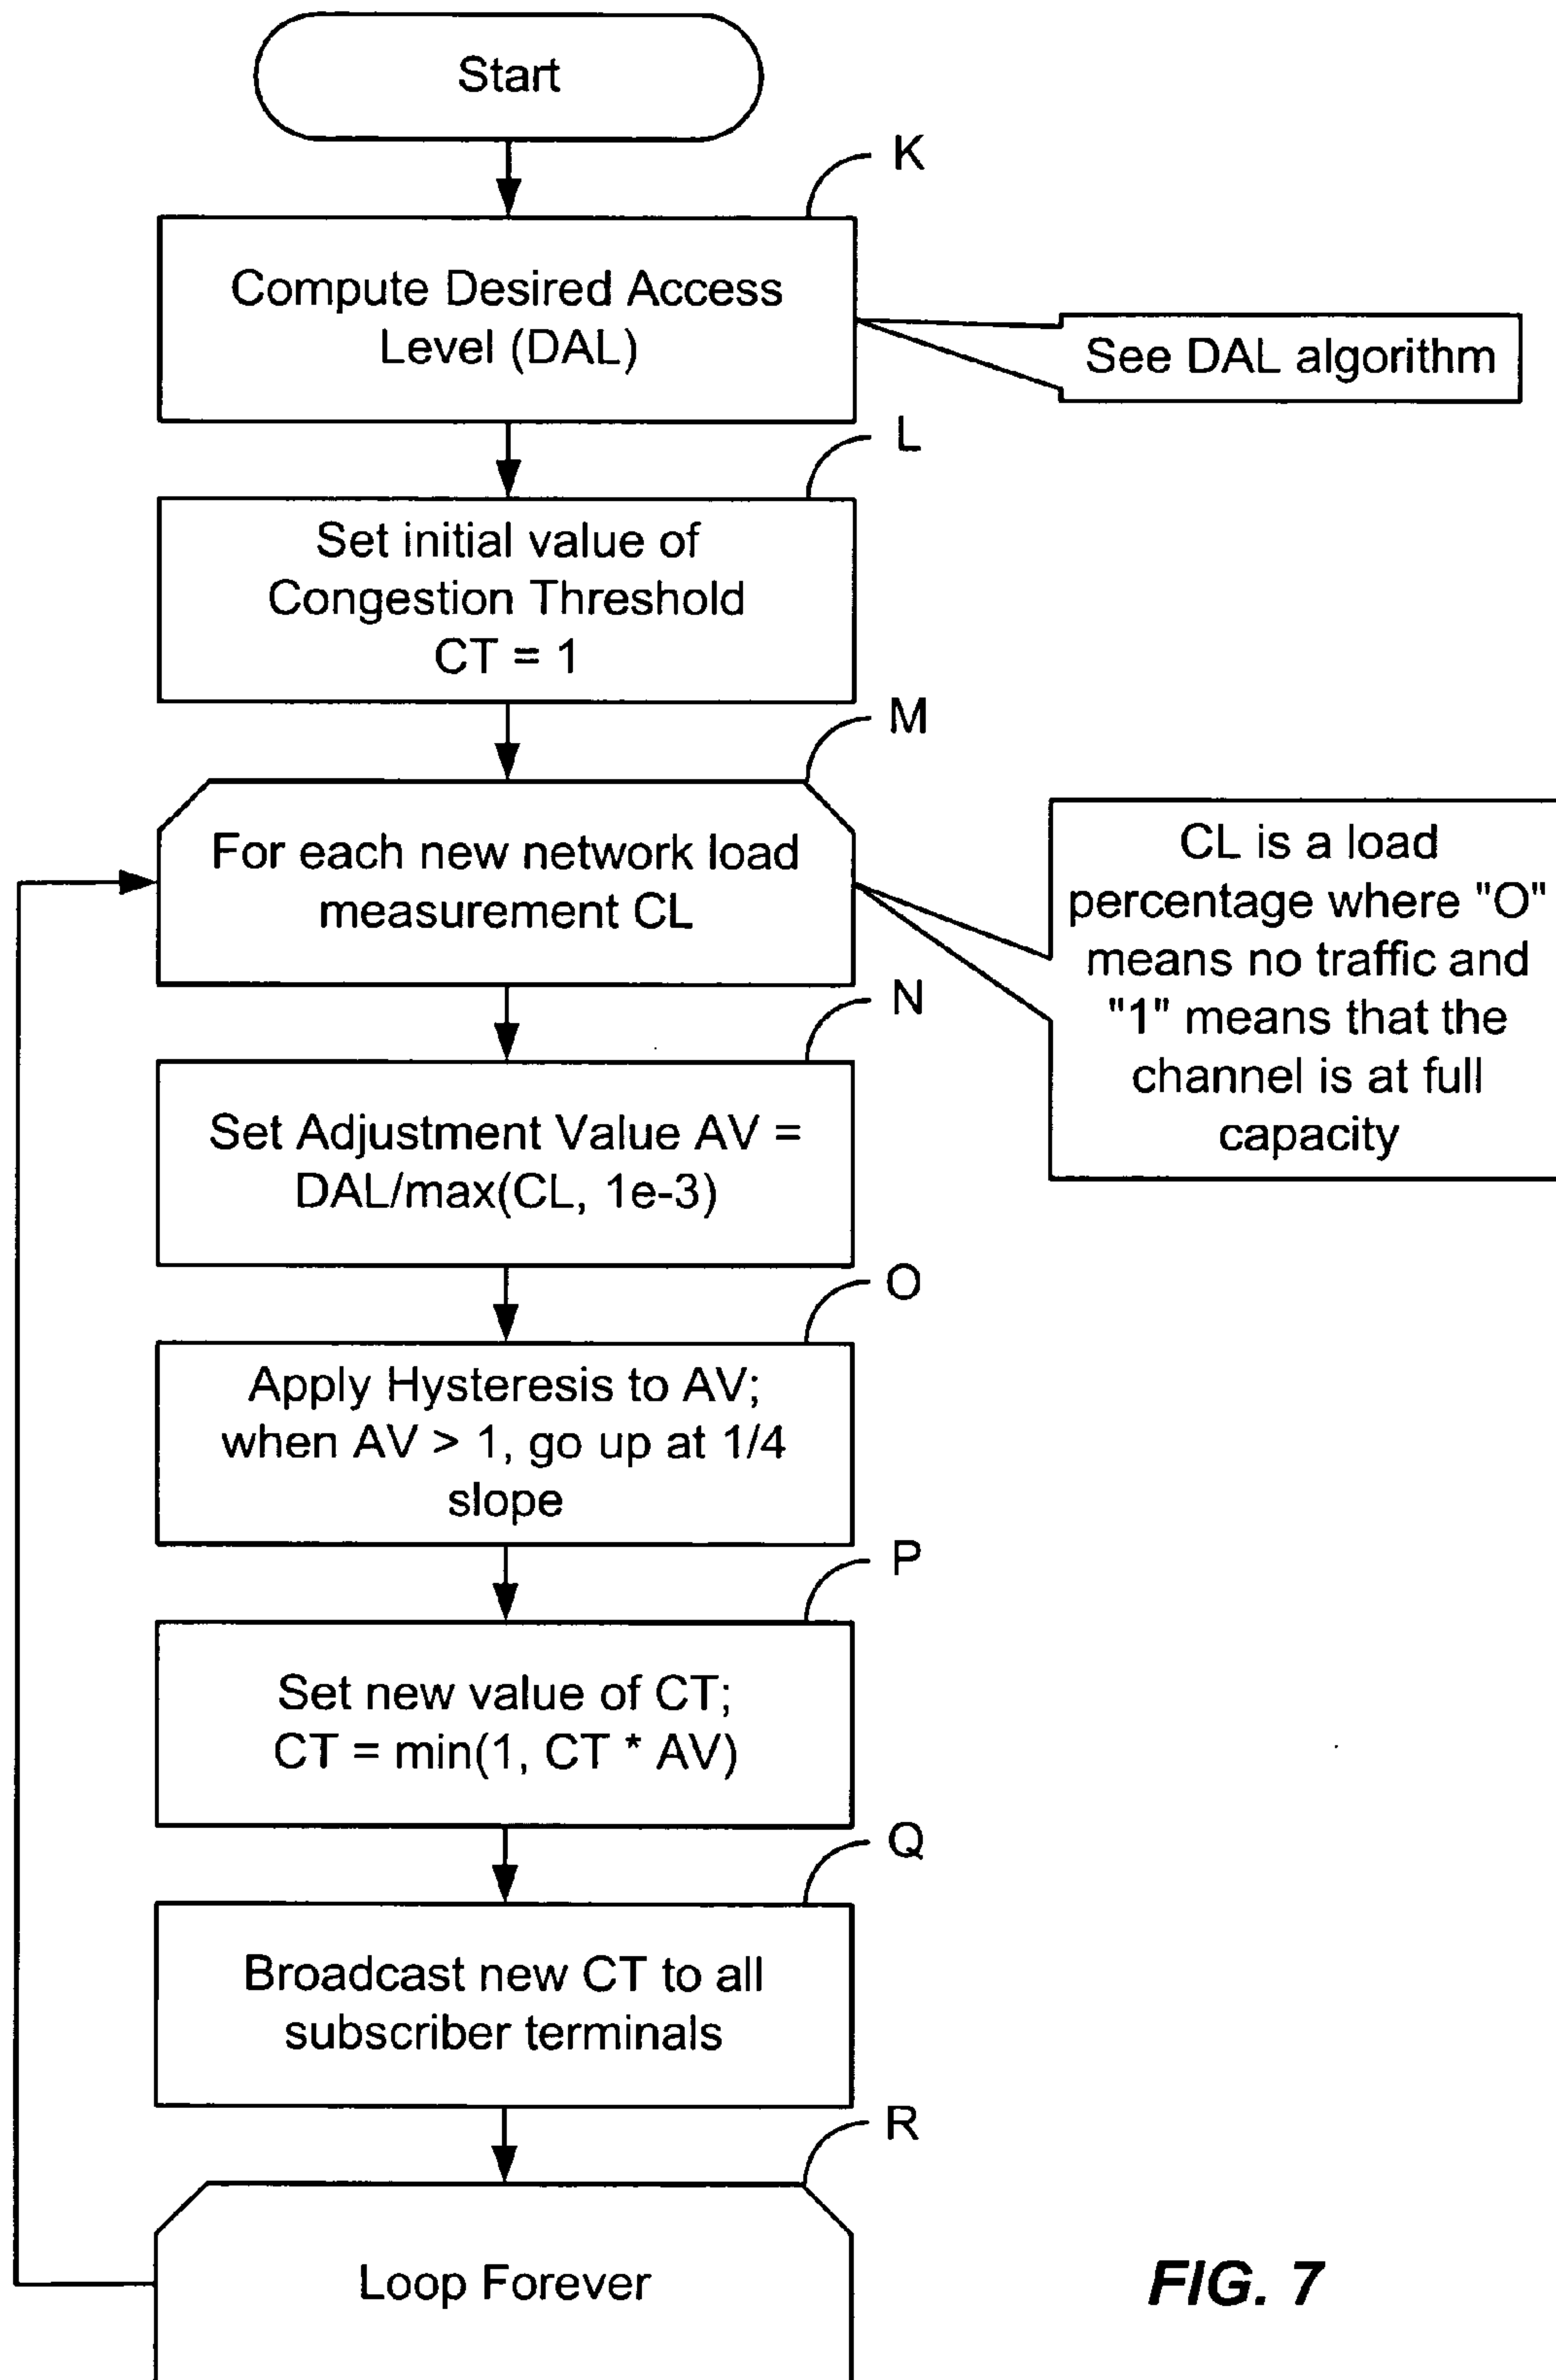 Start
K
Compute Desired Access
Level (DAL)
See DAL algorithm
L
Set initial value of
Congestion Threshold
CT = 1
M
For each new network load
measurement CL
CL is a load
percentage where "O"
means no traffic and
"1" means that the
channel is at full
capacity
N
Set Adjustment Value AV =
DAL/max(CL, 1e-3)
O
Apply Hysteresis to AV;
when AV > 1, go up at 1/4
slope
P
Set new value of CT;
CT = min(1, CT * AV)
Q
Broadcast new CT to all
subscriber terminals
R
Loop Forever
FIG. 7